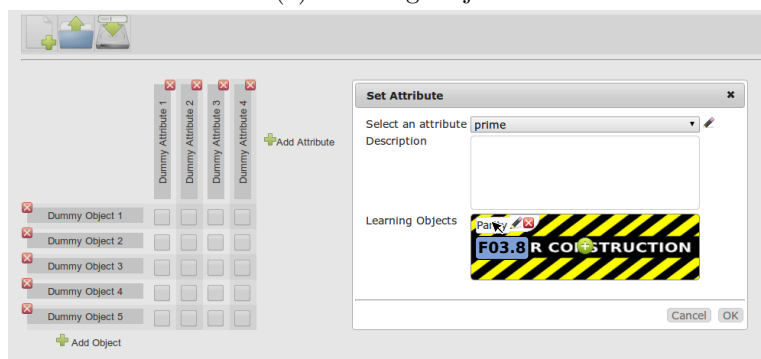 Set Attribute
Dummy Attribute 1
Dummy Attribute 2
Dummy Attribute 3
Dummy Attribute 4
Add Attribute
Select an attribute prime
Description
Dummy Object 1
Dummy Object 2
Dummy Object 3
Dummy Object 4
Dummy Object 5
Add Object
Learning Objects
F03.8 R CONSTRUCTION
Cancel OK